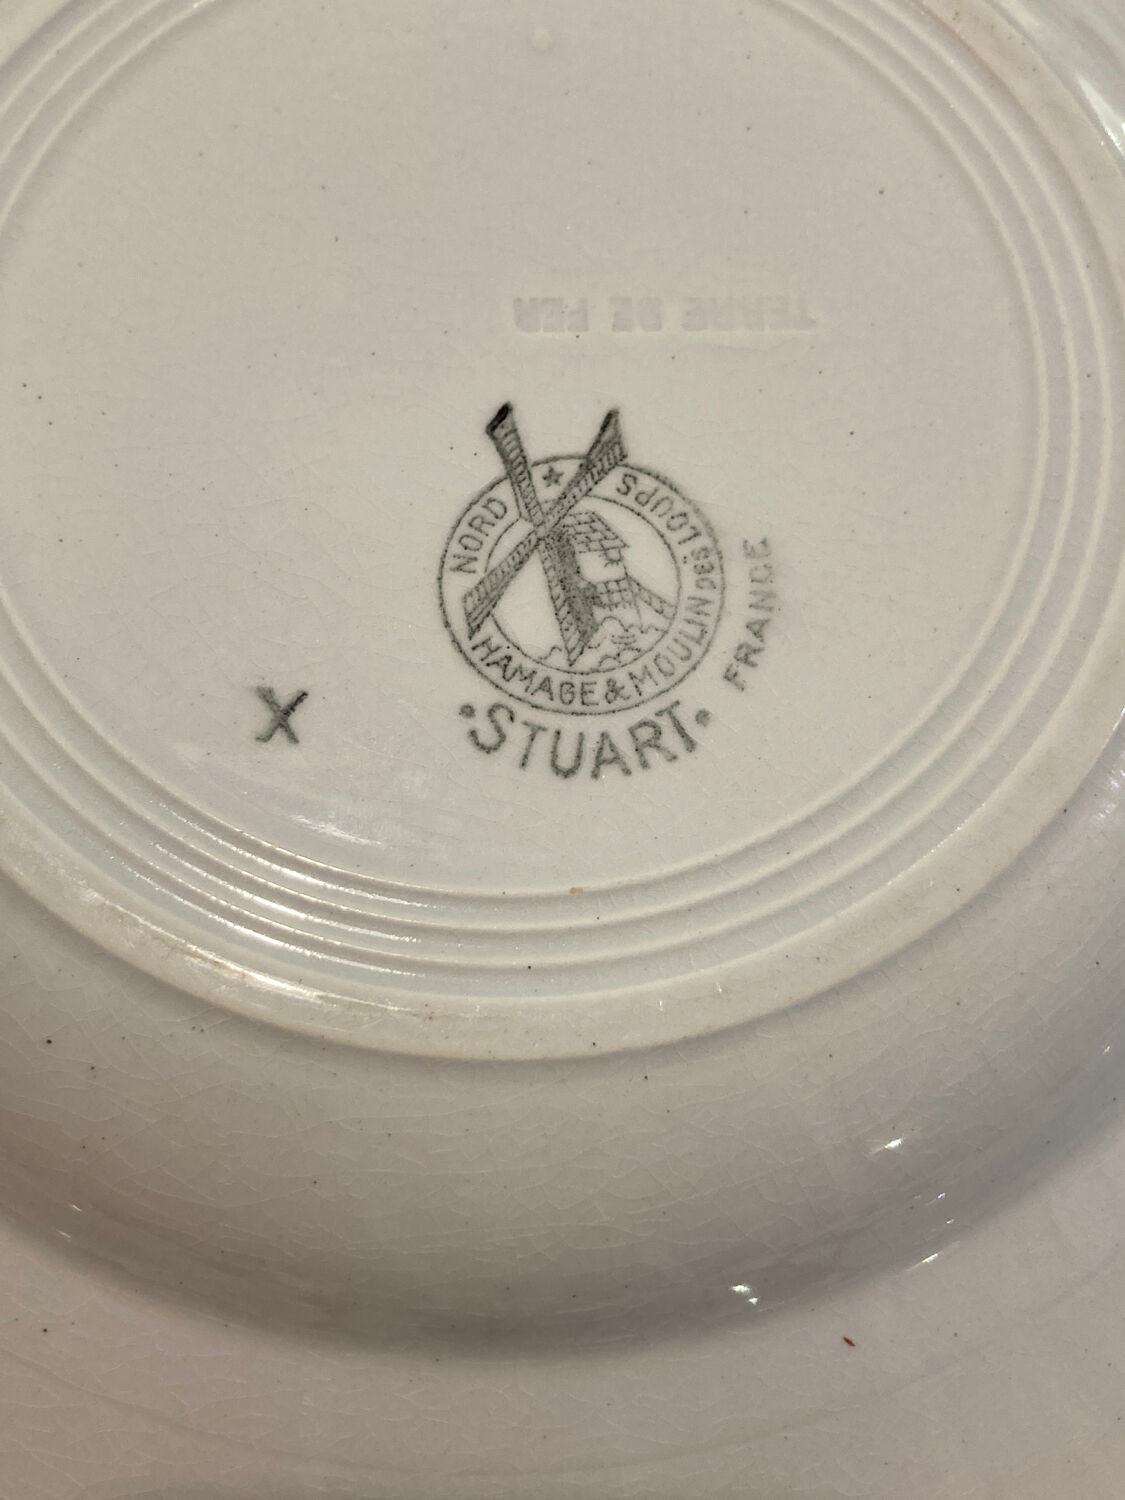 TERRE DE FER
NORD ★ HAMAGE & MOULIN DES LOUPS
FRANCE
• STUART •
X